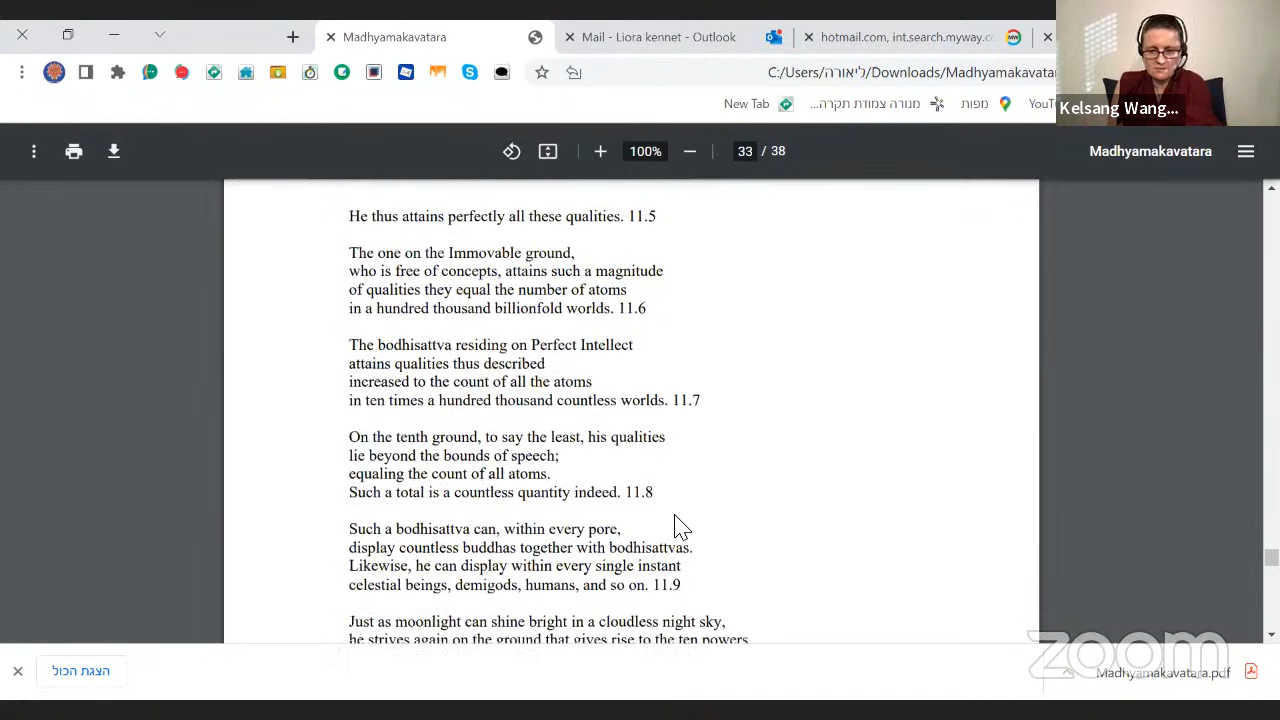 Madhyamakavatara
Mail - Liora kennet - Outlook
hotmail.com, int.search.myway.c
C:/Users/ליאורה/Downloads/Madhyamakavata
New Tab
מנורה צמודת תקרה...
מפות
YouT
Kelsang Wang...
100%
33 / 38
Madhyamakavatara
He thus attains perfectly all these qualities. 11.5
The one on the Immovable ground,
who is free of concepts, attains such a magnitude
of qualities they equal the number of atoms
in a hundred thousand billionfold worlds. 11.6
The bodhisattva residing on Perfect Intellect
attains qualities thus described
increased to the count of all the atoms
in ten times a hundred thousand countless worlds. 11.7
On the tenth ground, to say the least, his qualities
lie beyond the bounds of speech;
equaling the count of all atoms.
Such a total is a countless quantity indeed. 11.8
Such a bodhisattva can, within every pore,
display countless buddhas together with bodhisattvas.
Likewise, he can display within every single instant
celestial beings, demigods, humans, and so on. 11.9
Just as moonlight can shine bright in a cloudless night sky,
he strives again on the ground that gives rise to the ten powers
הצגת הכול
Madhyamakavatara.pdf
zoom